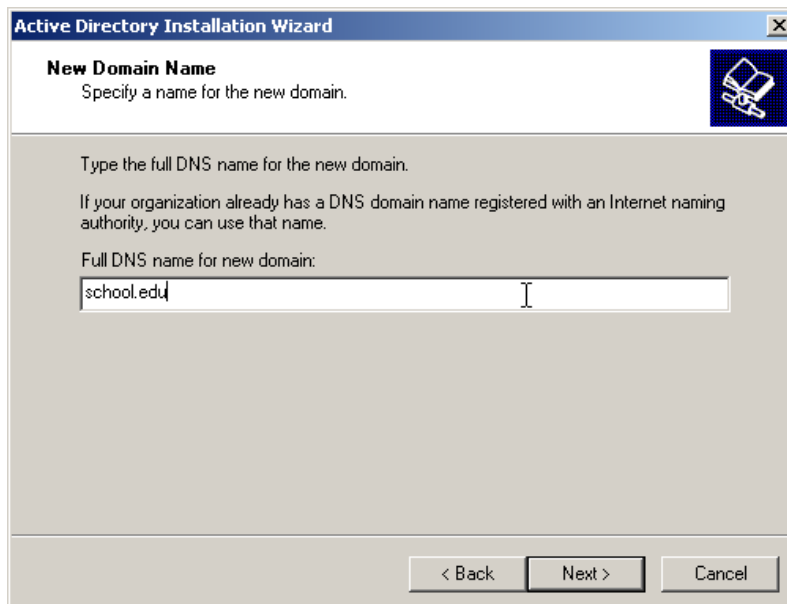 Active Directory Installation Wizard
New Domain Name
Specify a name for the new domain.
Type the full DNS name for the new domain.
If your organization already has a DNS domain name registered with an Internet naming
authority, you can use that name.
Full DNS name for new domain:
school.edu
< Back Next > Cancel